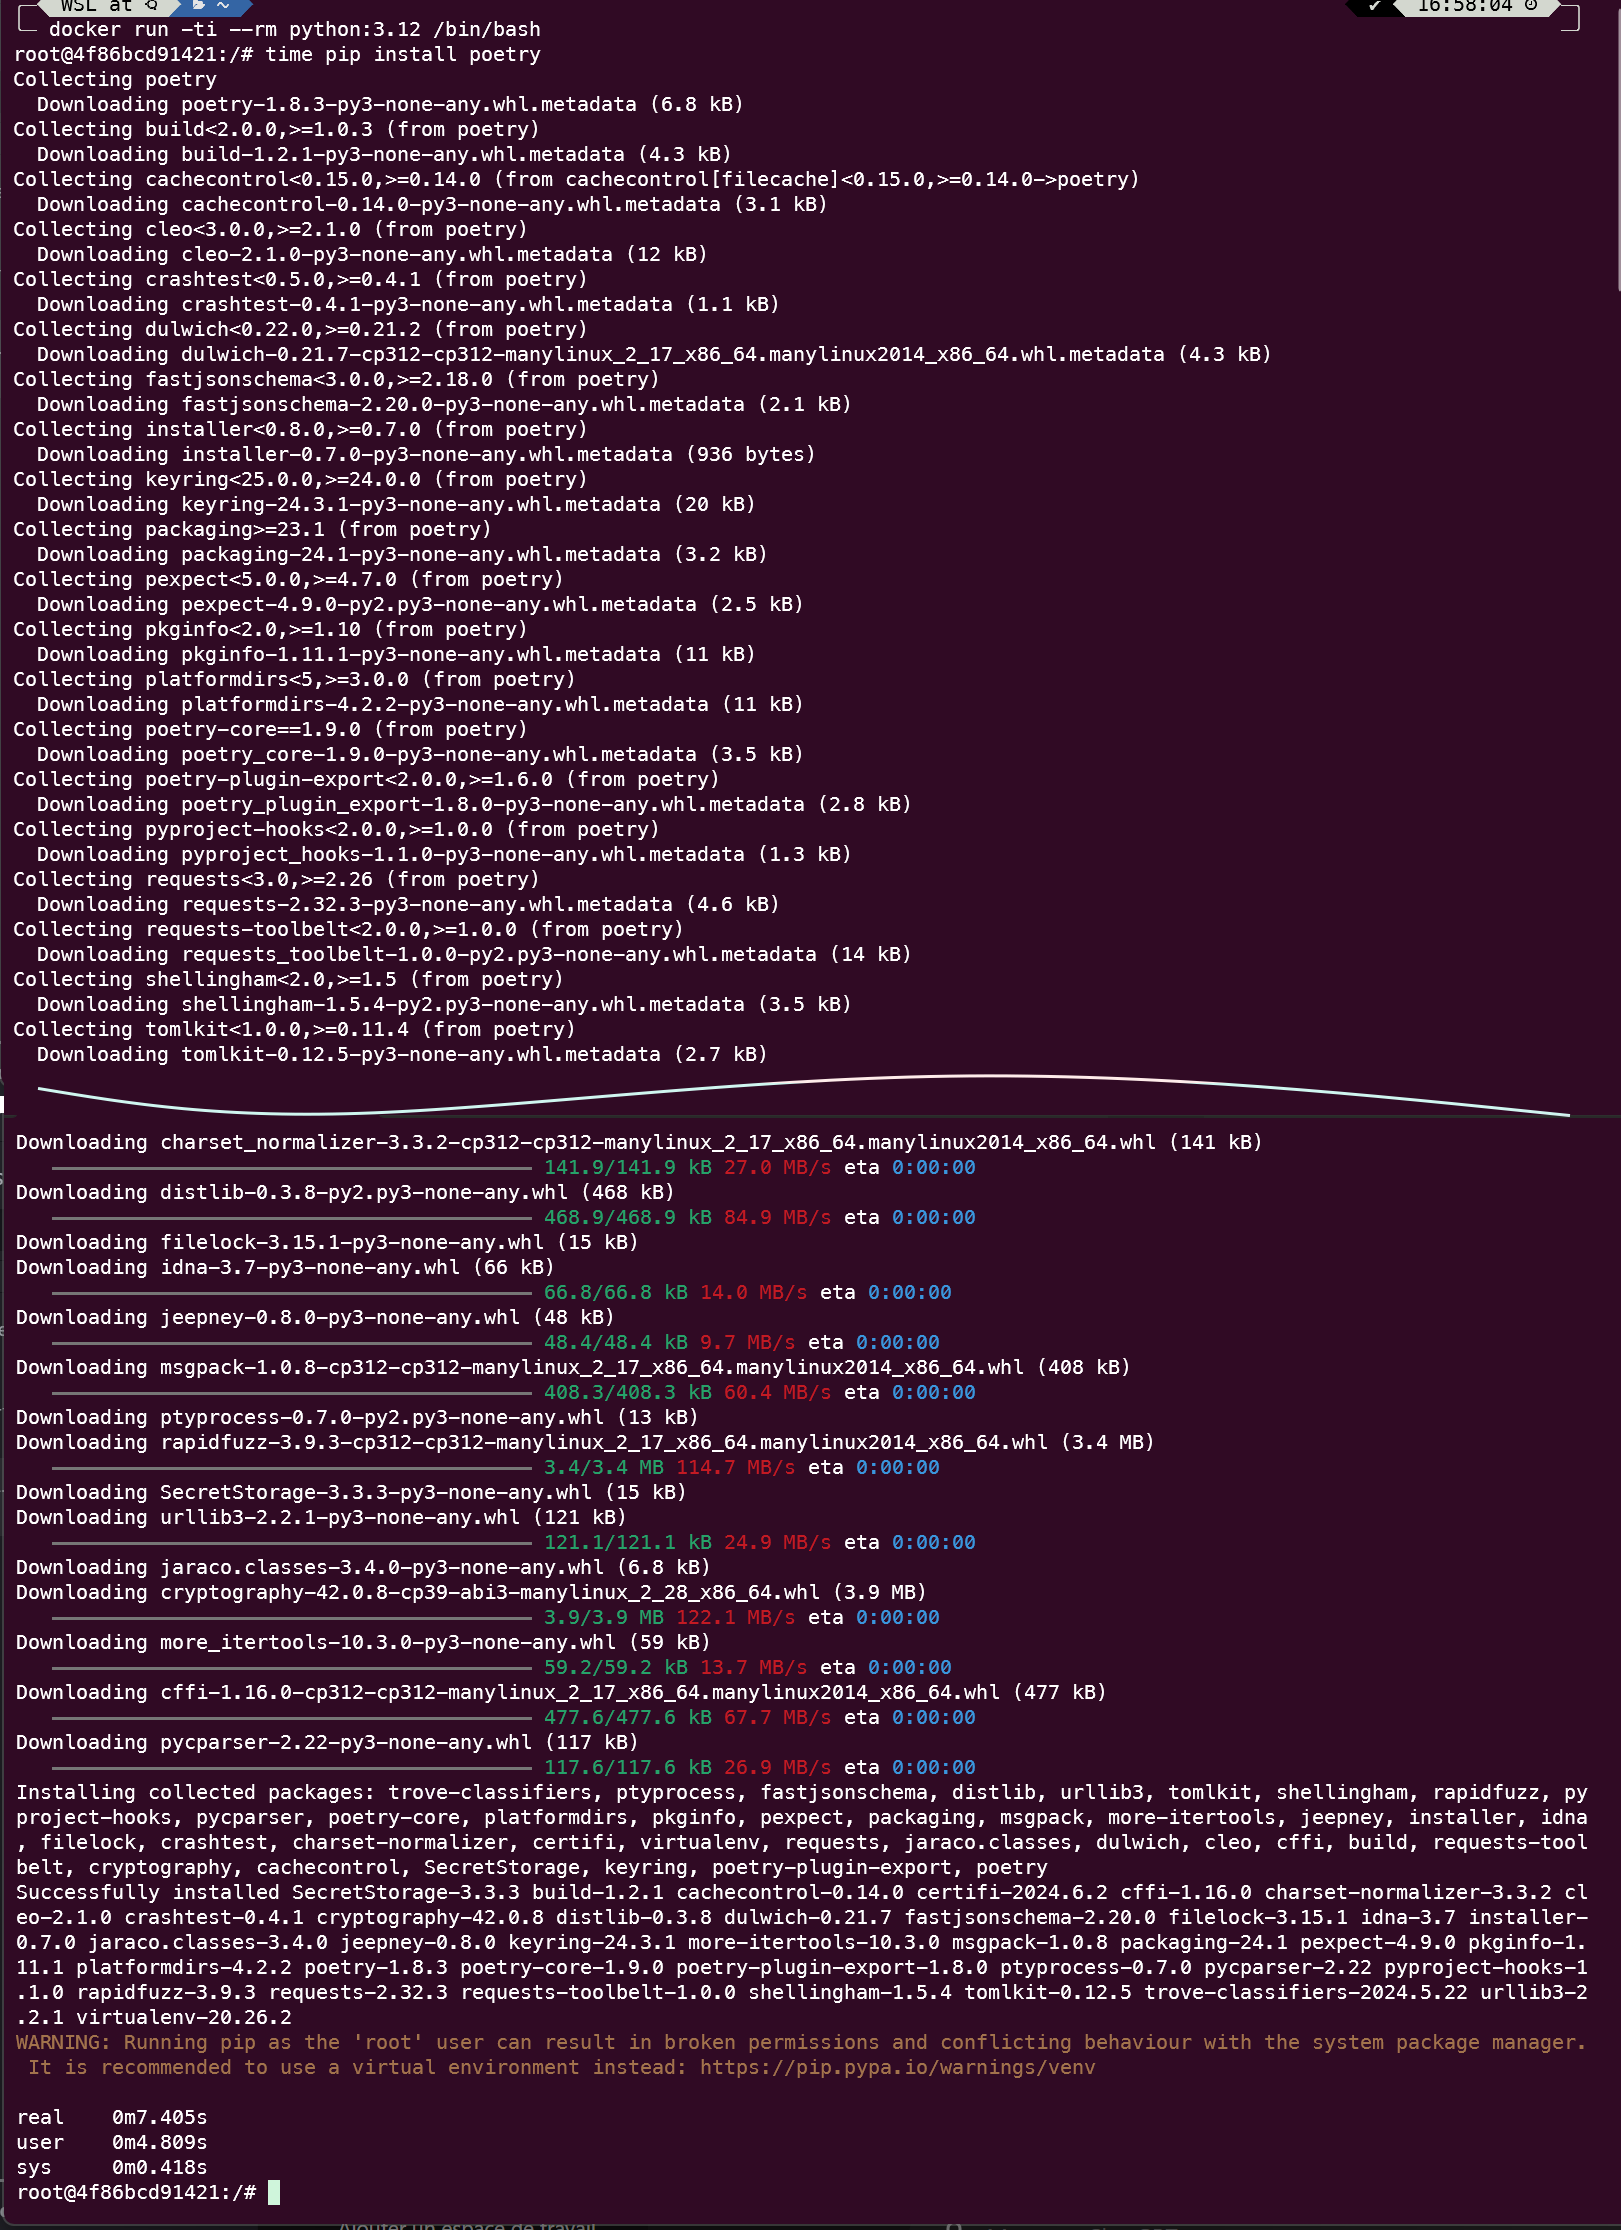 WSL at ~ ✔ 16:58:04
docker run -ti --rm python:3.12 /bin/bash
root@4f86bcd91421:/# time pip install poetry
Collecting poetry
  Downloading poetry-1.8.3-py3-none-any.whl.metadata (6.8 kB)
Collecting build<2.0.0,>=1.0.3 (from poetry)
  Downloading build-1.2.1-py3-none-any.whl.metadata (4.3 kB)
Collecting cachecontrol<0.15.0,>=0.14.0 (from cachecontrol[filecache]<0.15.0,>=0.14.0->poetry)
  Downloading cachecontrol-0.14.0-py3-none-any.whl.metadata (3.1 kB)
Collecting cleo<3.0.0,>=2.1.0 (from poetry)
  Downloading cleo-2.1.0-py3-none-any.whl.metadata (12 kB)
Collecting crashtest<0.5.0,>=0.4.1 (from poetry)
  Downloading crashtest-0.4.1-py3-none-any.whl.metadata (1.1 kB)
Collecting dulwich<0.22.0,>=0.21.2 (from poetry)
  Downloading dulwich-0.21.7-cp312-cp312-manylinux_2_17_x86_64.manylinux2014_x86_64.whl.metadata (4.3 kB)
Collecting fastjsonschema<3.0.0,>=2.18.0 (from poetry)
  Downloading fastjsonschema-2.20.0-py3-none-any.whl.metadata (2.1 kB)
Collecting installer<0.8.0,>=0.7.0 (from poetry)
  Downloading installer-0.7.0-py3-none-any.whl.metadata (936 bytes)
Collecting keyring<25.0.0,>=24.0.0 (from poetry)
  Downloading keyring-24.3.1-py3-none-any.whl.metadata (20 kB)
Collecting packaging>=23.1 (from poetry)
  Downloading packaging-24.1-py3-none-any.whl.metadata (3.2 kB)
Collecting pexpect<5.0.0,>=4.7.0 (from poetry)
  Downloading pexpect-4.9.0-py2.py3-none-any.whl.metadata (2.5 kB)
Collecting pkginfo<2.0,>=1.10 (from poetry)
  Downloading pkginfo-1.11.1-py3-none-any.whl.metadata (11 kB)
Collecting platformdirs<5,>=3.0.0 (from poetry)
  Downloading platformdirs-4.2.2-py3-none-any.whl.metadata (11 kB)
Collecting poetry-core==1.9.0 (from poetry)
  Downloading poetry_core-1.9.0-py3-none-any.whl.metadata (3.5 kB)
Collecting poetry-plugin-export<2.0.0,>=1.6.0 (from poetry)
  Downloading poetry_plugin_export-1.8.0-py3-none-any.whl.metadata (2.8 kB)
Collecting pyproject-hooks<2.0.0,>=1.0.0 (from poetry)
  Downloading pyproject_hooks-1.1.0-py3-none-any.whl.metadata (1.3 kB)
Collecting requests<3.0,>=2.26 (from poetry)
  Downloading requests-2.32.3-py3-none-any.whl.metadata (4.6 kB)
Collecting requests-toolbelt<2.0.0,>=1.0.0 (from poetry)
  Downloading requests_toolbelt-1.0.0-py2.py3-none-any.whl.metadata (14 kB)
Collecting shellingham<2.0,>=1.5 (from poetry)
  Downloading shellingham-1.5.4-py2.py3-none-any.whl.metadata (3.5 kB)
Collecting tomlkit<1.0.0,>=0.11.4 (from poetry)
  Downloading tomlkit-0.12.5-py3-none-any.whl.metadata (2.7 kB)
Downloading charset_normalizer-3.3.2-cp312-cp312-manylinux_2_17_x86_64.manylinux2014_x86_64.whl (141 kB)
141.9/141.9 kB 27.0 MB/s eta 0:00:00
Downloading distlib-0.3.8-py2.py3-none-any.whl (468 kB)
468.9/468.9 kB 84.9 MB/s eta 0:00:00
Downloading filelock-3.15.1-py3-none-any.whl (15 kB)
Downloading idna-3.7-py3-none-any.whl (66 kB)
66.8/66.8 kB 14.0 MB/s eta 0:00:00
Downloading jeepney-0.8.0-py3-none-any.whl (48 kB)
48.4/48.4 kB 9.7 MB/s eta 0:00:00
Downloading msgpack-1.0.8-cp312-cp312-manylinux_2_17_x86_64.manylinux2014_x86_64.whl (408 kB)
408.3/408.3 kB 60.4 MB/s eta 0:00:00
Downloading ptyprocess-0.7.0-py2.py3-none-any.whl (13 kB)
Downloading rapidfuzz-3.9.3-cp312-cp312-manylinux_2_17_x86_64.manylinux2014_x86_64.whl (3.4 MB)
3.4/3.4 MB 114.7 MB/s eta 0:00:00
Downloading SecretStorage-3.3.3-py3-none-any.whl (15 kB)
Downloading urllib3-2.2.1-py3-none-any.whl (121 kB)
121.1/121.1 kB 24.9 MB/s eta 0:00:00
Downloading jaraco.classes-3.4.0-py3-none-any.whl (6.8 kB)
Downloading cryptography-42.0.8-cp39-abi3-manylinux_2_28_x86_64.whl (3.9 MB)
3.9/3.9 MB 122.1 MB/s eta 0:00:00
Downloading more_itertools-10.3.0-py3-none-any.whl (59 kB)
59.2/59.2 kB 13.7 MB/s eta 0:00:00
Downloading cffi-1.16.0-cp312-cp312-manylinux_2_17_x86_64.manylinux2014_x86_64.whl (477 kB)
477.6/477.6 kB 67.7 MB/s eta 0:00:00
Downloading pycparser-2.22-py3-none-any.whl (117 kB)
117.6/117.6 kB 26.9 MB/s eta 0:00:00
Installing collected packages: trove-classifiers, ptyprocess, fastjsonschema, distlib, urllib3, tomlkit, shellingham, rapidfuzz, py
project-hooks, pycparser, poetry-core, platformdirs, pkginfo, pexpect, packaging, msgpack, more-itertools, jeepney, installer, idna
, filelock, crashtest, charset-normalizer, certifi, virtualenv, requests, jaraco.classes, dulwich, cleo, cffi, build, requests-tool
belt, cryptography, cachecontrol, SecretStorage, keyring, poetry-plugin-export, poetry
Successfully installed SecretStorage-3.3.3 build-1.2.1 cachecontrol-0.14.0 certifi-2024.6.2 cffi-1.16.0 charset-normalizer-3.3.2 cl
eo-2.1.0 crashtest-0.4.1 cryptography-42.0.8 distlib-0.3.8 dulwich-0.21.7 fastjsonschema-2.20.0 filelock-3.15.1 idna-3.7 installer-
0.7.0 jaraco.classes-3.4.0 jeepney-0.8.0 keyring-24.3.1 more-itertools-10.3.0 msgpack-1.0.8 packaging-24.1 pexpect-4.9.0 pkginfo-1.
11.1 platformdirs-4.2.2 poetry-1.8.3 poetry-core-1.9.0 poetry-plugin-export-1.8.0 ptyprocess-0.7.0 pycparser-2.22 pyproject-hooks-1
.1.0 rapidfuzz-3.9.3 requests-2.32.3 requests-toolbelt-1.0.0 shellingham-1.5.4 tomlkit-0.12.5 trove-classifiers-2024.5.22 urllib3-2
.2.1 virtualenv-20.26.2
WARNING: Running pip as the 'root' user can result in broken permissions and conflicting behaviour with the system package manager.
 It is recommended to use a virtual environment instead: https://pip.pypa.io/warnings/venv
real    0m7.405s
user    0m4.809s
sys     0m0.418s
root@4f86bcd91421:/#
Ajouter un espace de travail